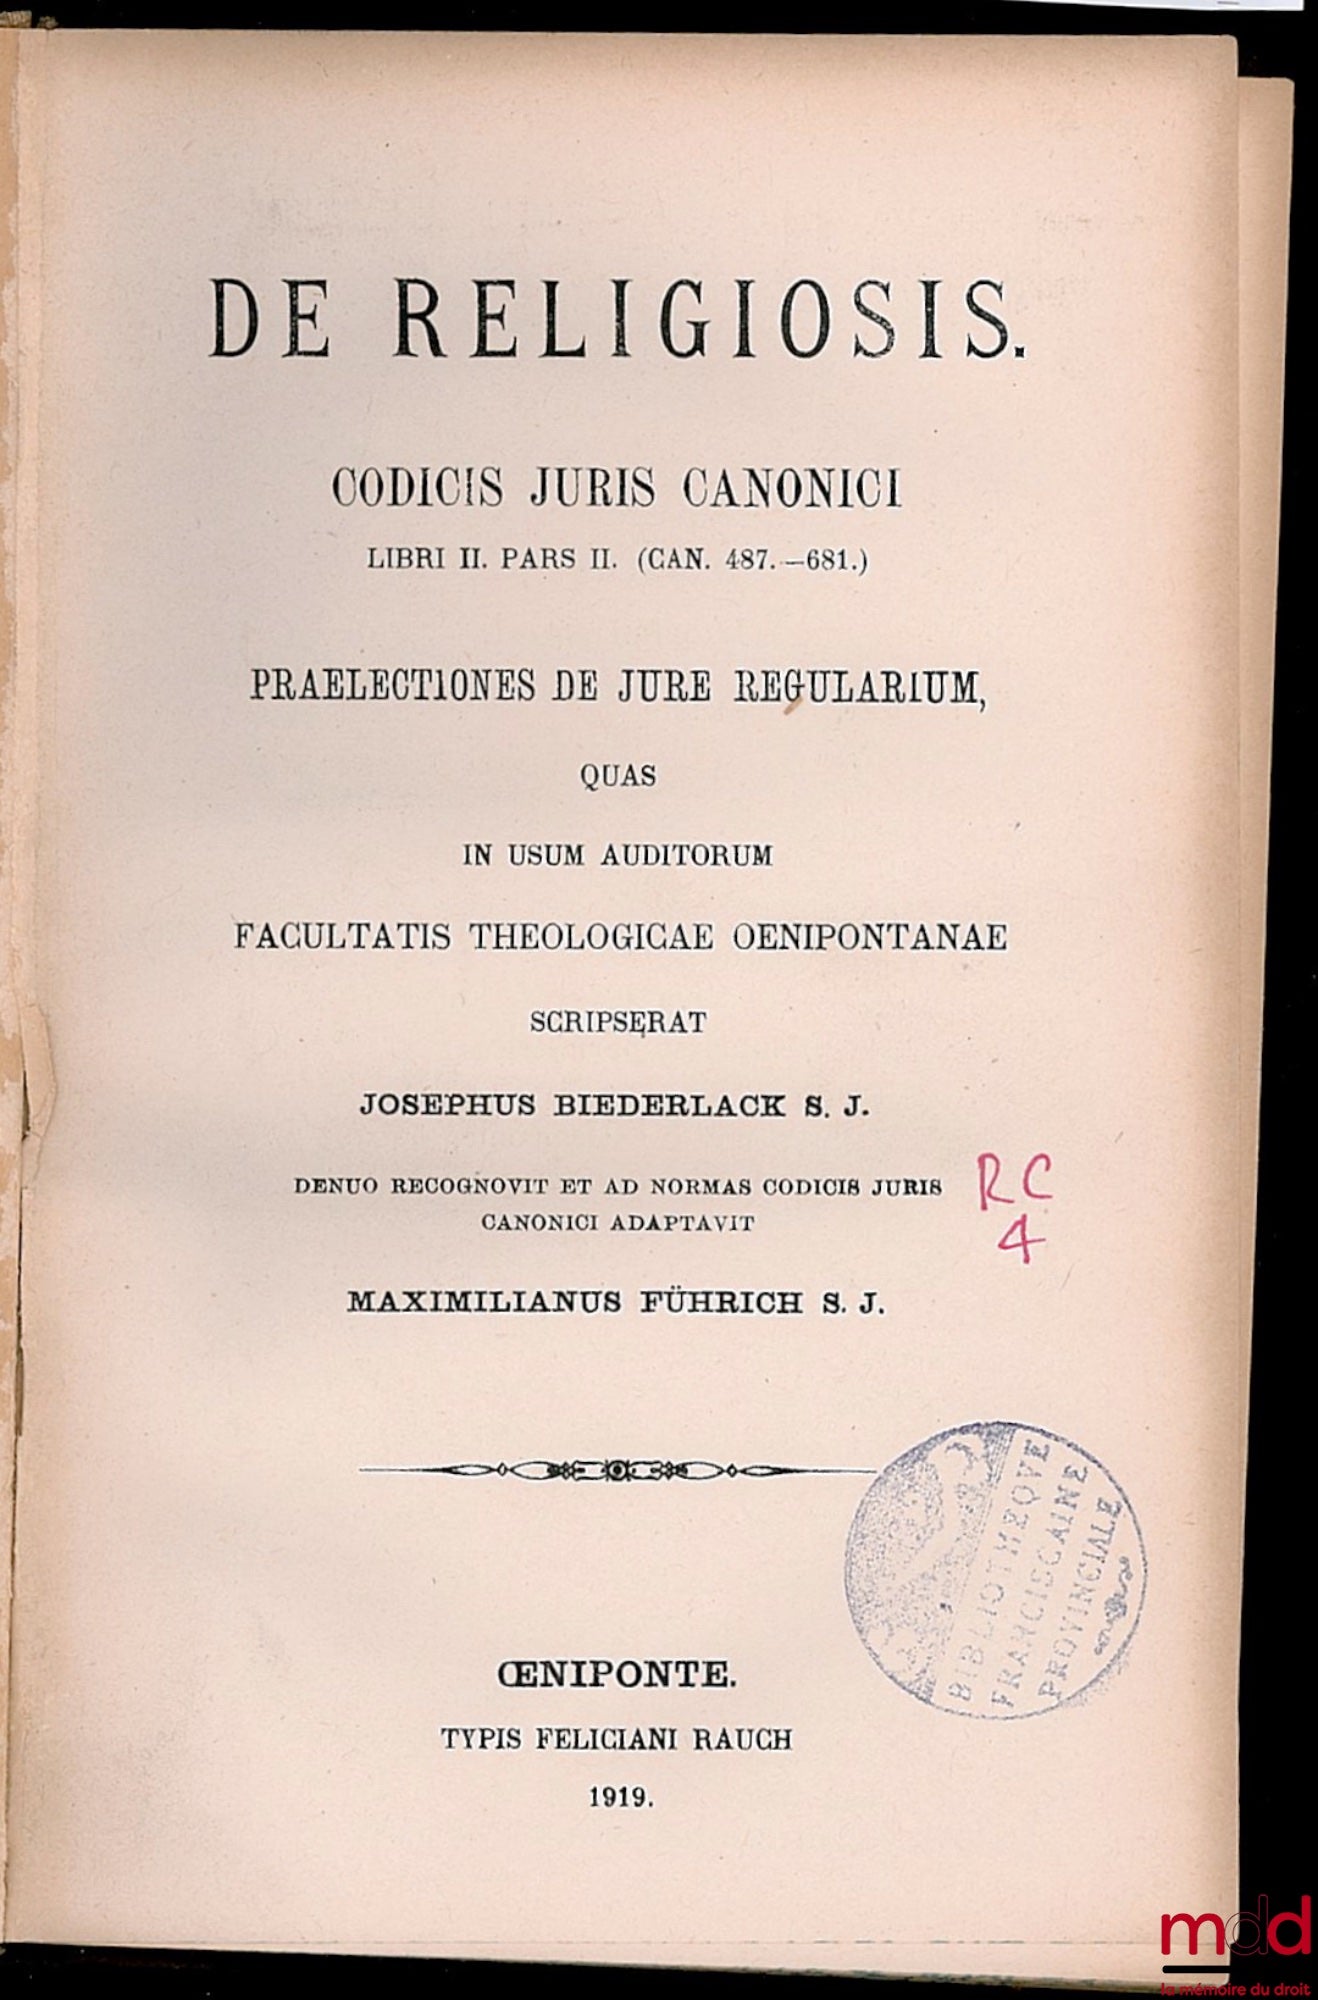 DE RELIGIOSIS.
CODICIS JURIS CANONICI
LIBRI II. PARS II. (CAN. 487.—681.)
PRAELECTIONES DE JURE REGULARIUM,
QUAS
IN USUM AUDITORUM
FACULTATIS THEOLOGICAE OENIPONTANAE
SCRIPSERAT
JOSEPHUS BIEDERLACK S. J.
DENUO RECOGNOVIT ET AD NORMAS CODICIS JURIS
CANONICI ADAPTAVIT
RC
4
MAXIMILIANUS FÜHRICH S. J.
BIBLIOTHEQVE
FRANCISCAINE
PROVINCIALE
ŒNIPONTE.
TYPIS FELICIANI RAUCH
1919.
mdd
la mémoire du droit